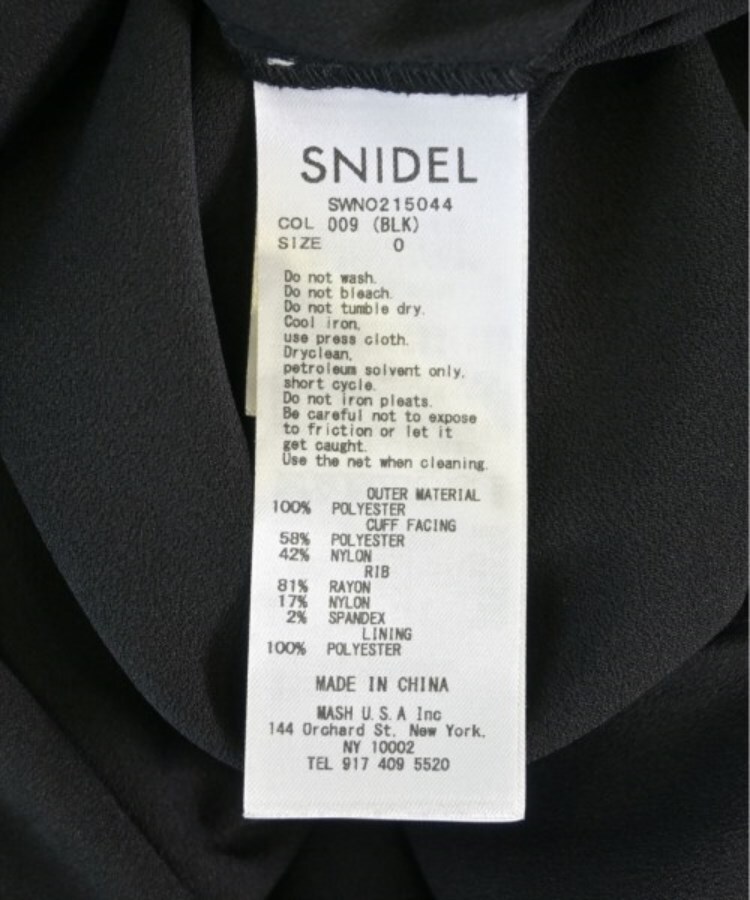 SNIDEL
SWNO215044
COL 009 (BLK)
SIZE 0
Do not wash.
Do not bleach.
Do not tumble dry.
Cool iron,
use press cloth.
Dryclean,
petroleum solvent only,
short cycle.
Do not iron pleats.
Be careful not to expose
to friction or let it
get caught.
Use the net when cleaning.
OUTER MATERIAL
100% POLYESTER
CUFF FACING
58% POLYESTER
42% NYLON
RIB
81% RAYON
17% NYLON
2% SPANDEX
LINING
100% POLYESTER
MADE IN CHINA
MASH U.S.A Inc
144 Orchard St. New York.
NY 10002
TEL 917 409 5520